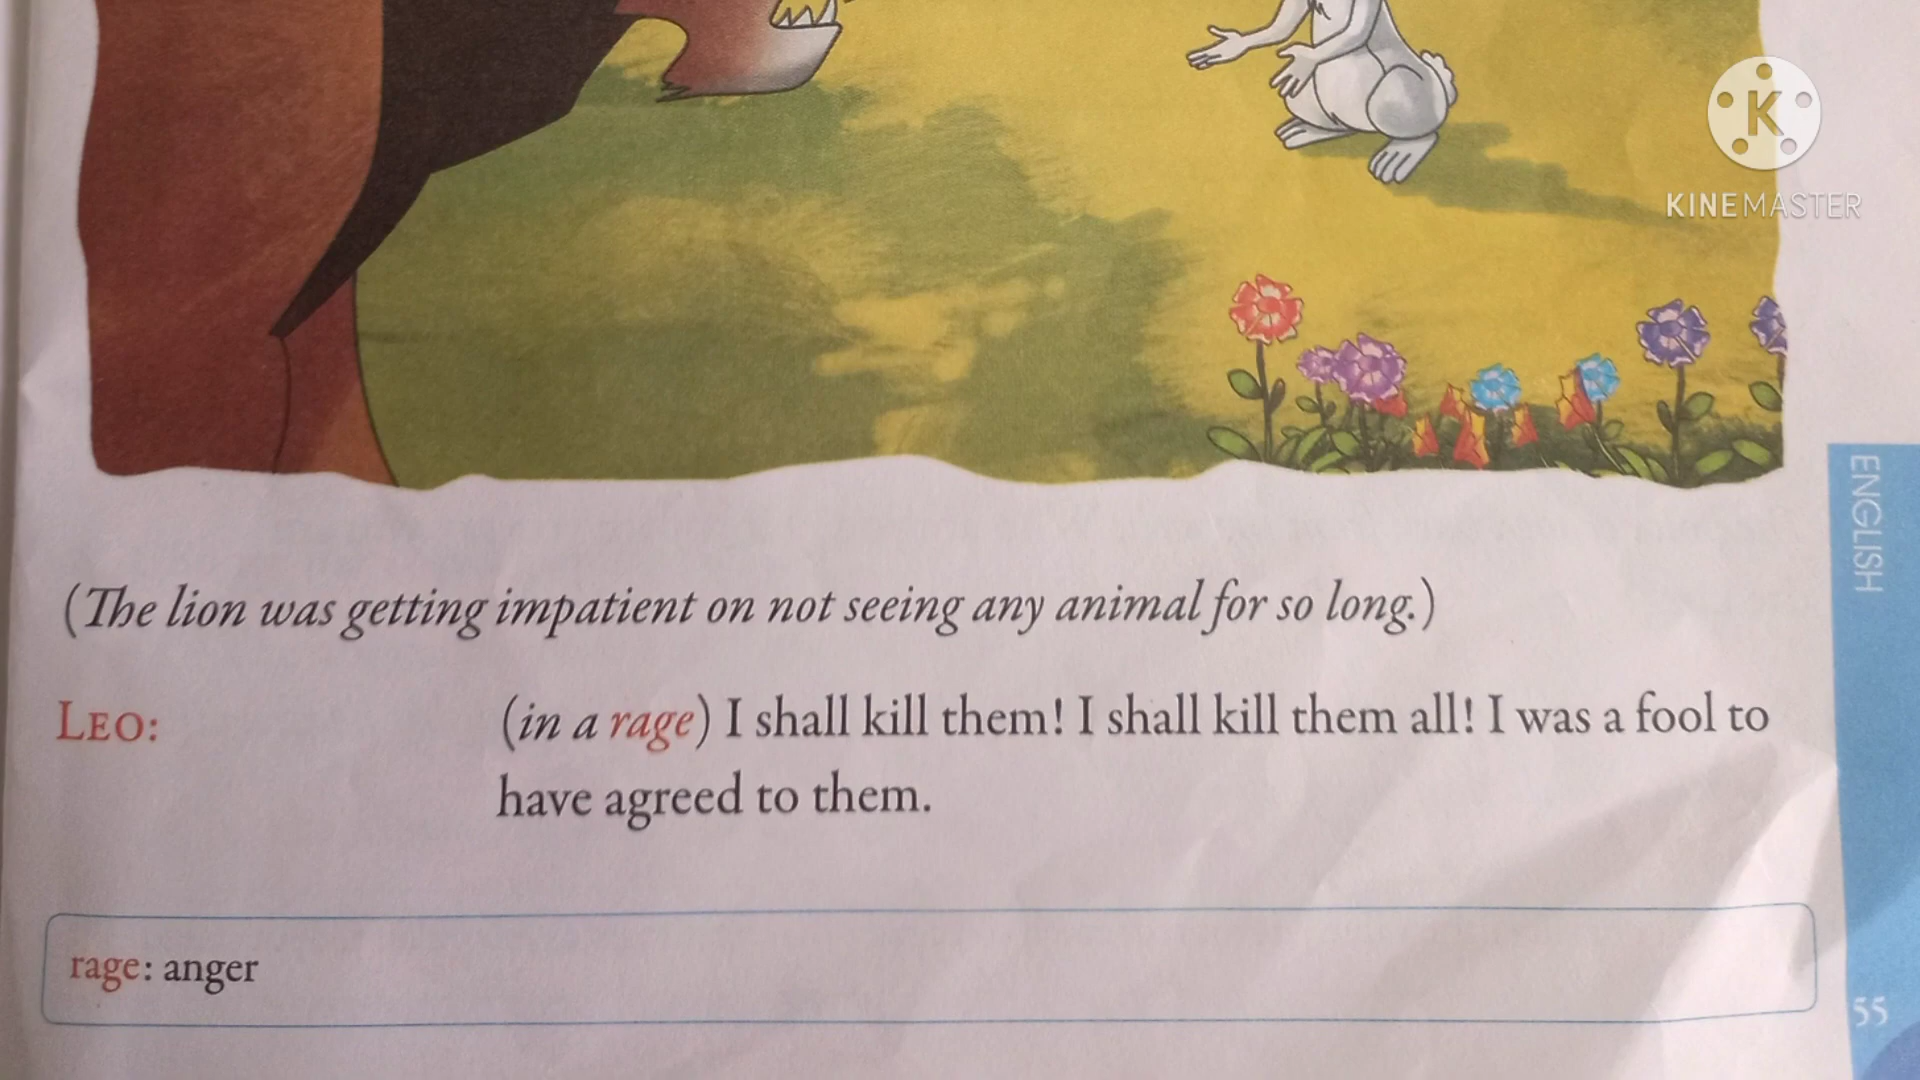 K
KINEMASTER
ENGLISH
(The lion was getting impatient on not seeing any animal for so long.)
LEO: (in a rage) I shall kill them! I shall kill them all! I was a fool to
have agreed to them.
rage: anger
55